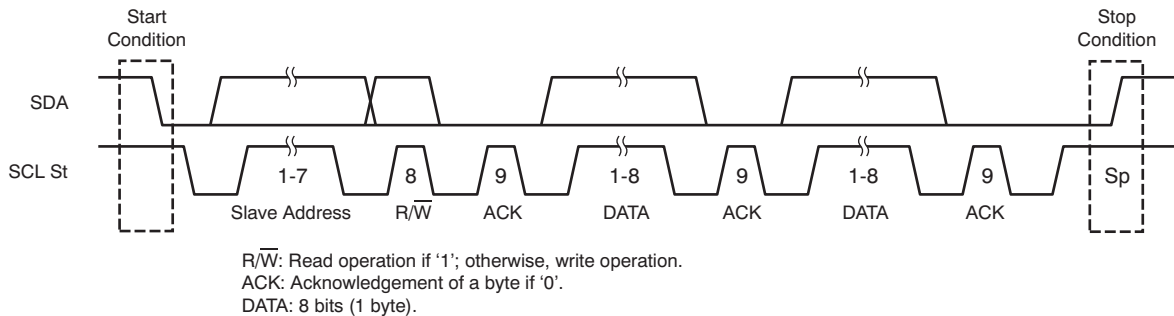 Start
Condition
Stop
Condition
SDA
SCL St
1-7
8
9
1-8
9
1-8
9
Sp
Slave Address
R/W̅
ACK
DATA
ACK
DATA
ACK
R/W̅: Read operation if ‘1’; otherwise, write operation.
ACK: Acknowledgement of a byte if ‘0’.
DATA: 8 bits (1 byte).